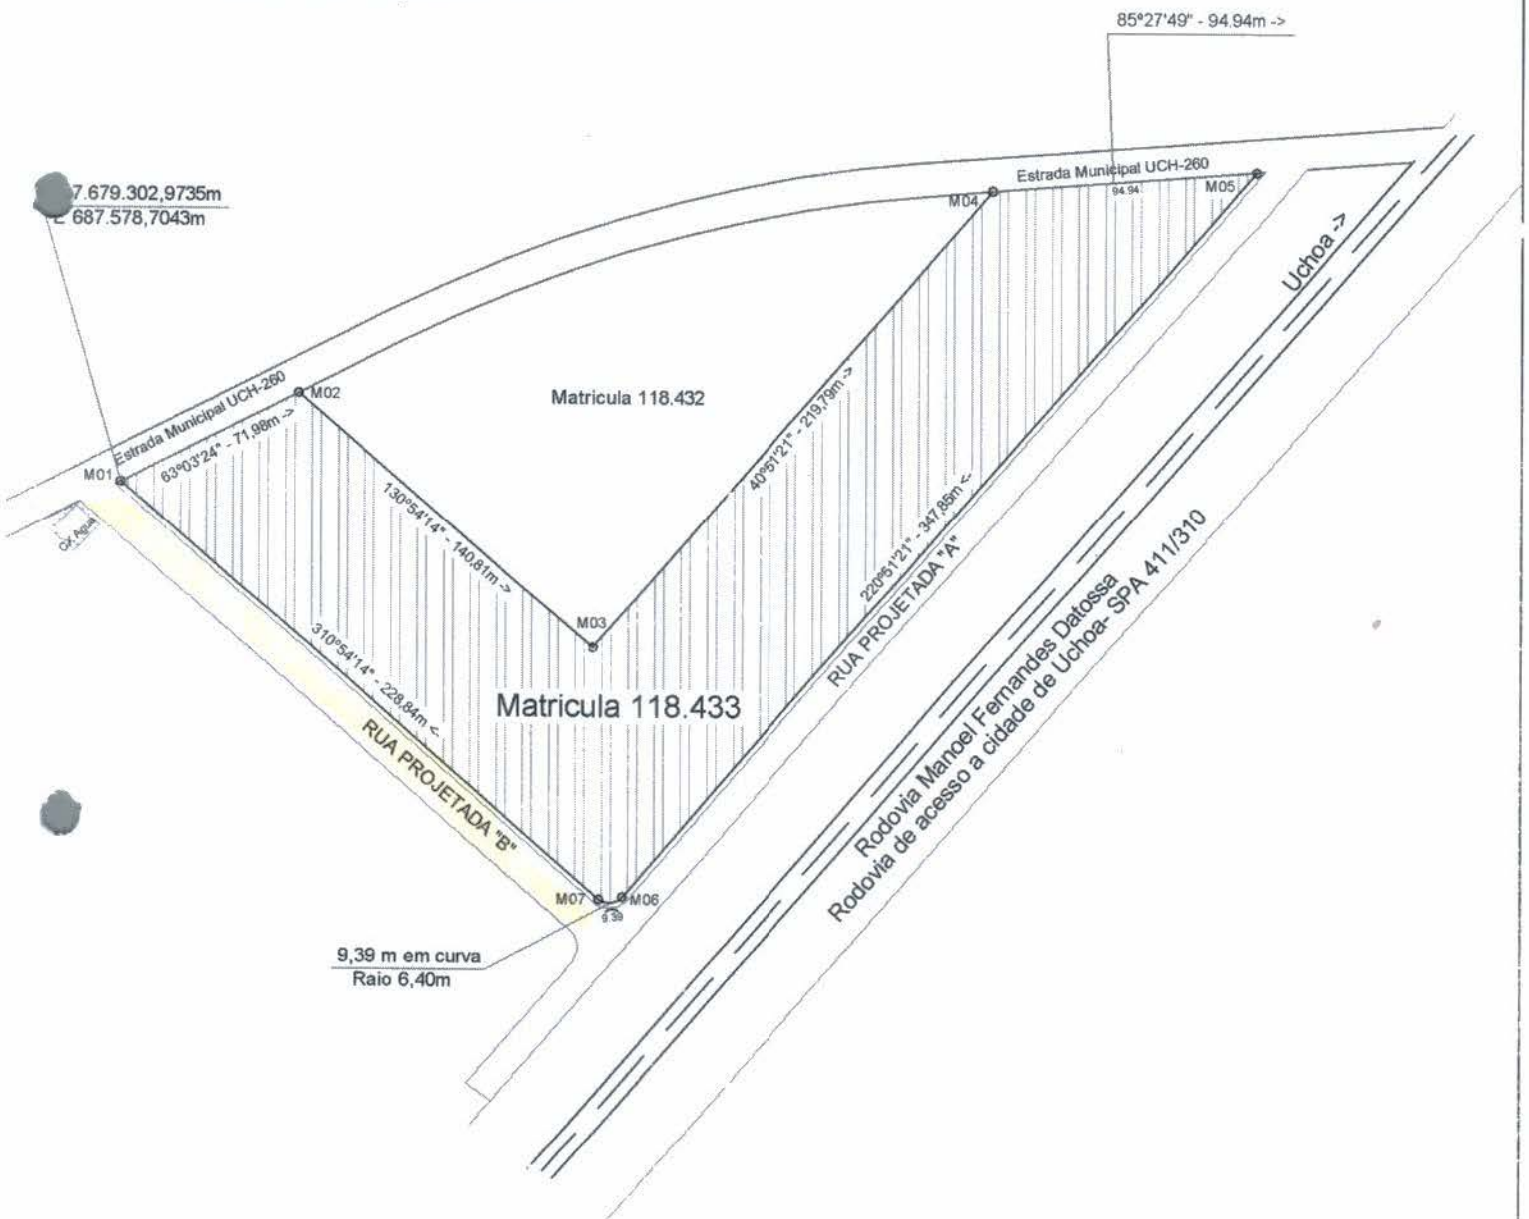 85°27'49" - 94.94m ->
7.679.302,9735m
E 687.578,7043m
Estrada Municipal UCH-260
M04
94.94
M05
Uchoa ->
Estrada Municipal UCH-260
M02
Matricula 118.432
M01
63°03'24" - 71,98m ->
40°51'21" - 219,79m ->
CX Agua
130°54'14" - 140,81m ->
220°51'21" - 347,85m <-
M03
310°54'14" - 228,84m <-
RUA PROJETADA "A"
Matricula 118.433
RUA PROJETADA "B"
Rodovia Manoel Fernandes Datossa
Rodovia de acesso a cidade de Uchoa- SPA 411/310
M07
M06
9.39
9,39 m em curva
Raio 6,40m